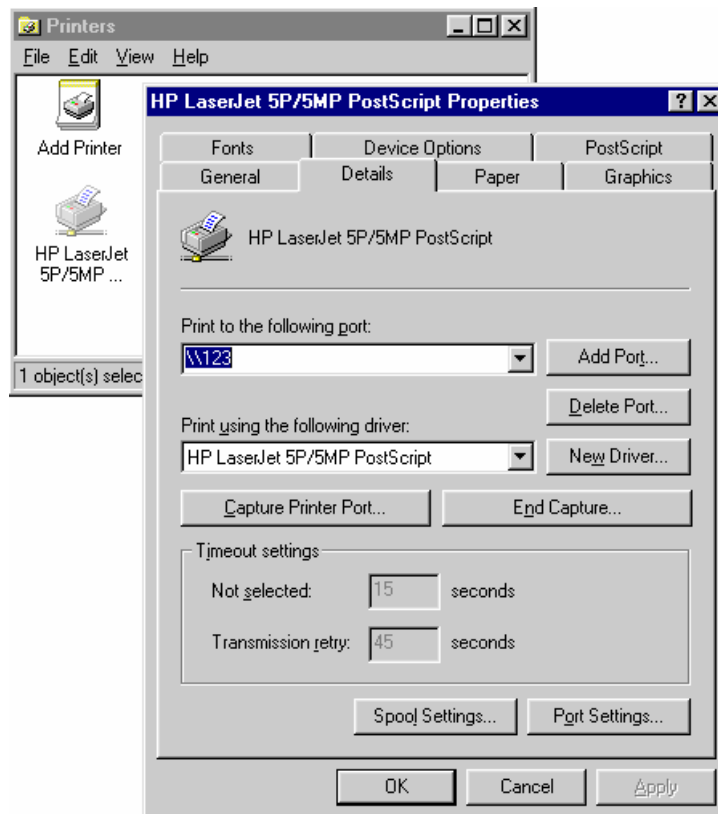 Printers
File Edit View Help
Add Printer
HP LaserJet
5P/5MP ...
1 object(s) selec
HP LaserJet 5P/5MP PostScript Properties
Fonts Device Options PostScript
General Details Paper Graphics
HP LaserJet 5P/5MP PostScript
Print to the following port:
\\123 Add Port...
Delete Port...
Print using the following driver:
HP LaserJet 5P/5MP PostScript New Driver...
Capture Printer Port... End Capture...
Timeout settings
Not selected: 15 seconds
Transmission retry: 45 seconds
Spool Settings... Port Settings...
OK Cancel Apply